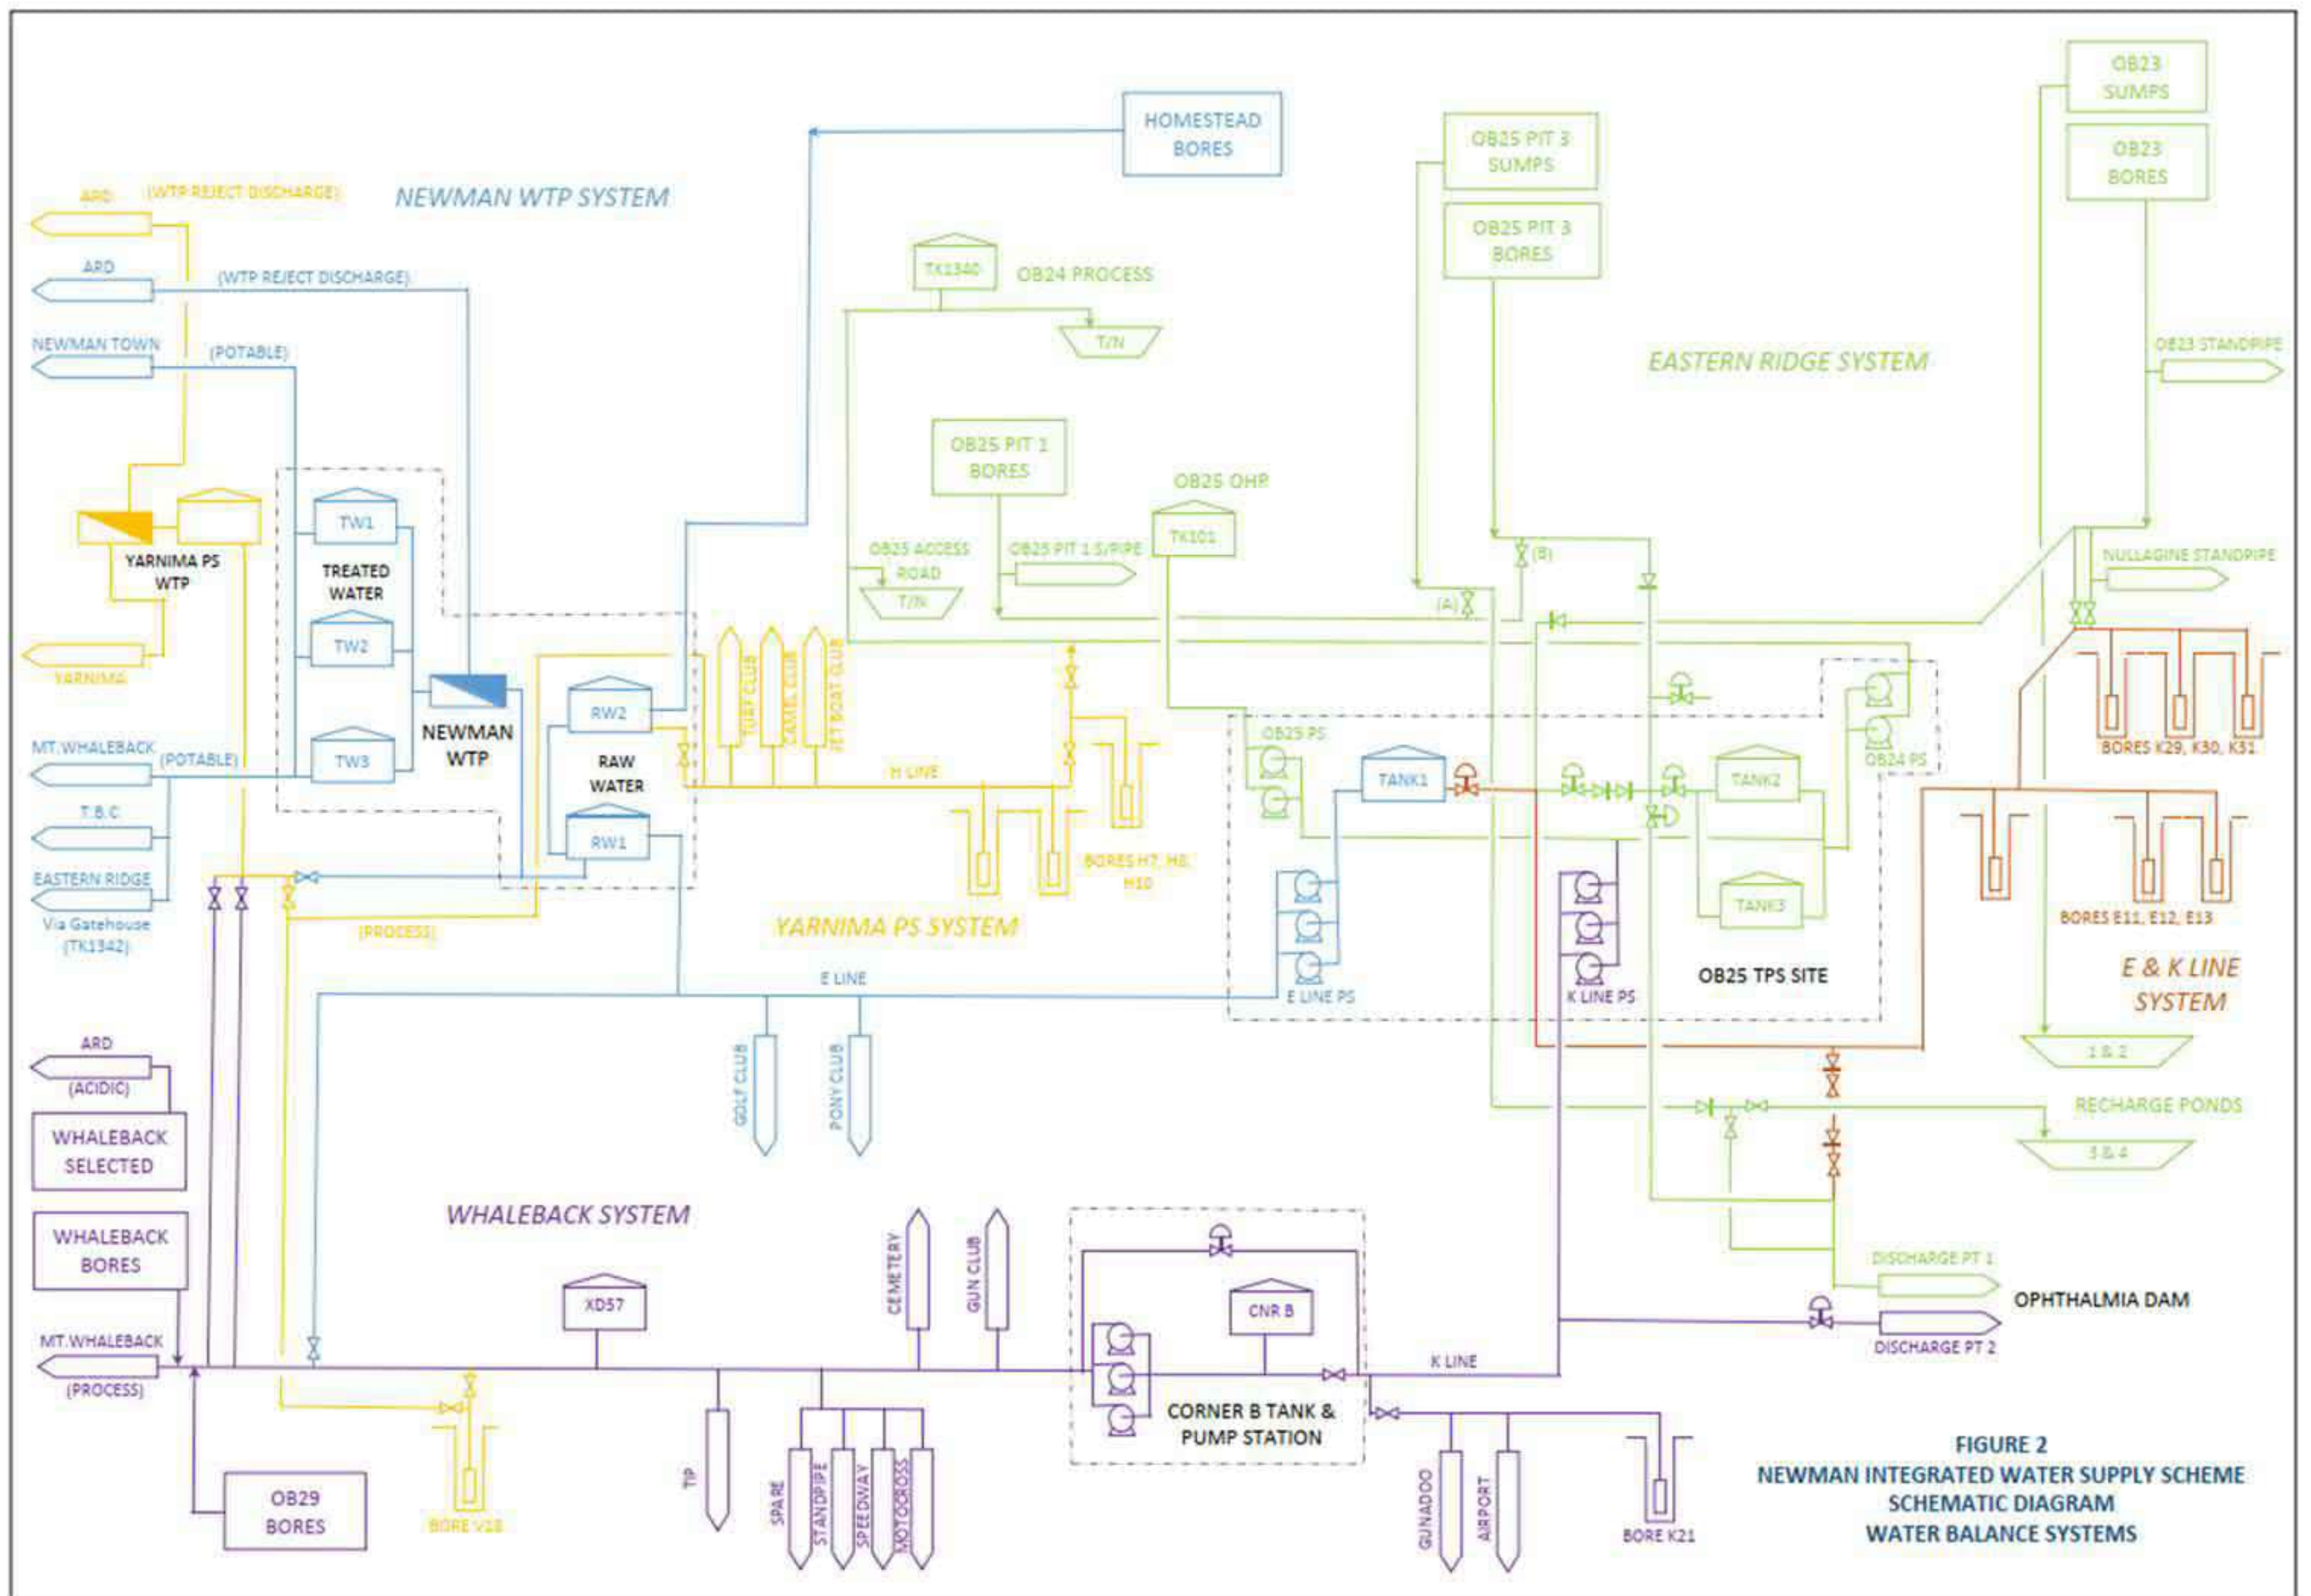 OB23
SUMPS
OB23
BORES
HOMESTEAD
BORES
OB25 PIT 3
SUMPS
OB25 PIT 3
BORES
ARD
(WTP REJECT DISCHARGE)
NEWMAN WTP SYSTEM
ARD
(WTP REJECT DISCHARGE)
TK1340
OB24 PROCESS
T/N
NEWMAN TOWN
(POTABLE)
EASTERN RIDGE SYSTEM
OB23 STANDPIPE
OB25 PIT 1
BORES
OB25 OHP
TK101
TW1
YARNIMA PS
WTP
TREATED
WATER
OB25 ACCESS
ROAD
T/N
OB25 PIT 1 S/PIPE
(B)
(A)
NULLAGINE STANDPIPE
TW2
YARNIMA
TURF CLUB
CAMEL CLUB
JET BOAT CLUB
RW2
NEWMAN
WTP
RAW
WATER
RW1
MT.WHALEBACK
(POTABLE)
TW3
T.B.C
EASTERN RIDGE
Via Gatehouse
(TK1342)
H LINE
BORES H7, H8,
H10
OB25 PS
TANK1
TANK2
TANK3
OB24 PS
BORES K29, K30, K31
BORES E11, E12, E13
(PROCESS)
YARNIMA PS SYSTEM
E LINE
E LINE PS
K LINE PS
OB25 TPS SITE
E & K LINE
SYSTEM
1 & 2
GOLF CLUB
PONY CLUB
ARD
(ACIDIC)
WHALEBACK
SELECTED
RECHARGE PONDS
3 & 4
WHALEBACK
BORES
WHALEBACK SYSTEM
XD57
CEMETERY
GUN CLUB
CNR B
DISCHARGE PT 1
OPHTHALMIA DAM
DISCHARGE PT 2
MT.WHALEBACK
(PROCESS)
K LINE
CORNER B TANK &
PUMP STATION
OB29
BORES
BORE V18
TIP
SPARE
STANDPIPE
SPEEDWAY
MOTOCROSS
GUNADOO
AIRPORT
BORE K21
FIGURE 2
NEWMAN INTEGRATED WATER SUPPLY SCHEME
SCHEMATIC DIAGRAM
WATER BALANCE SYSTEMS